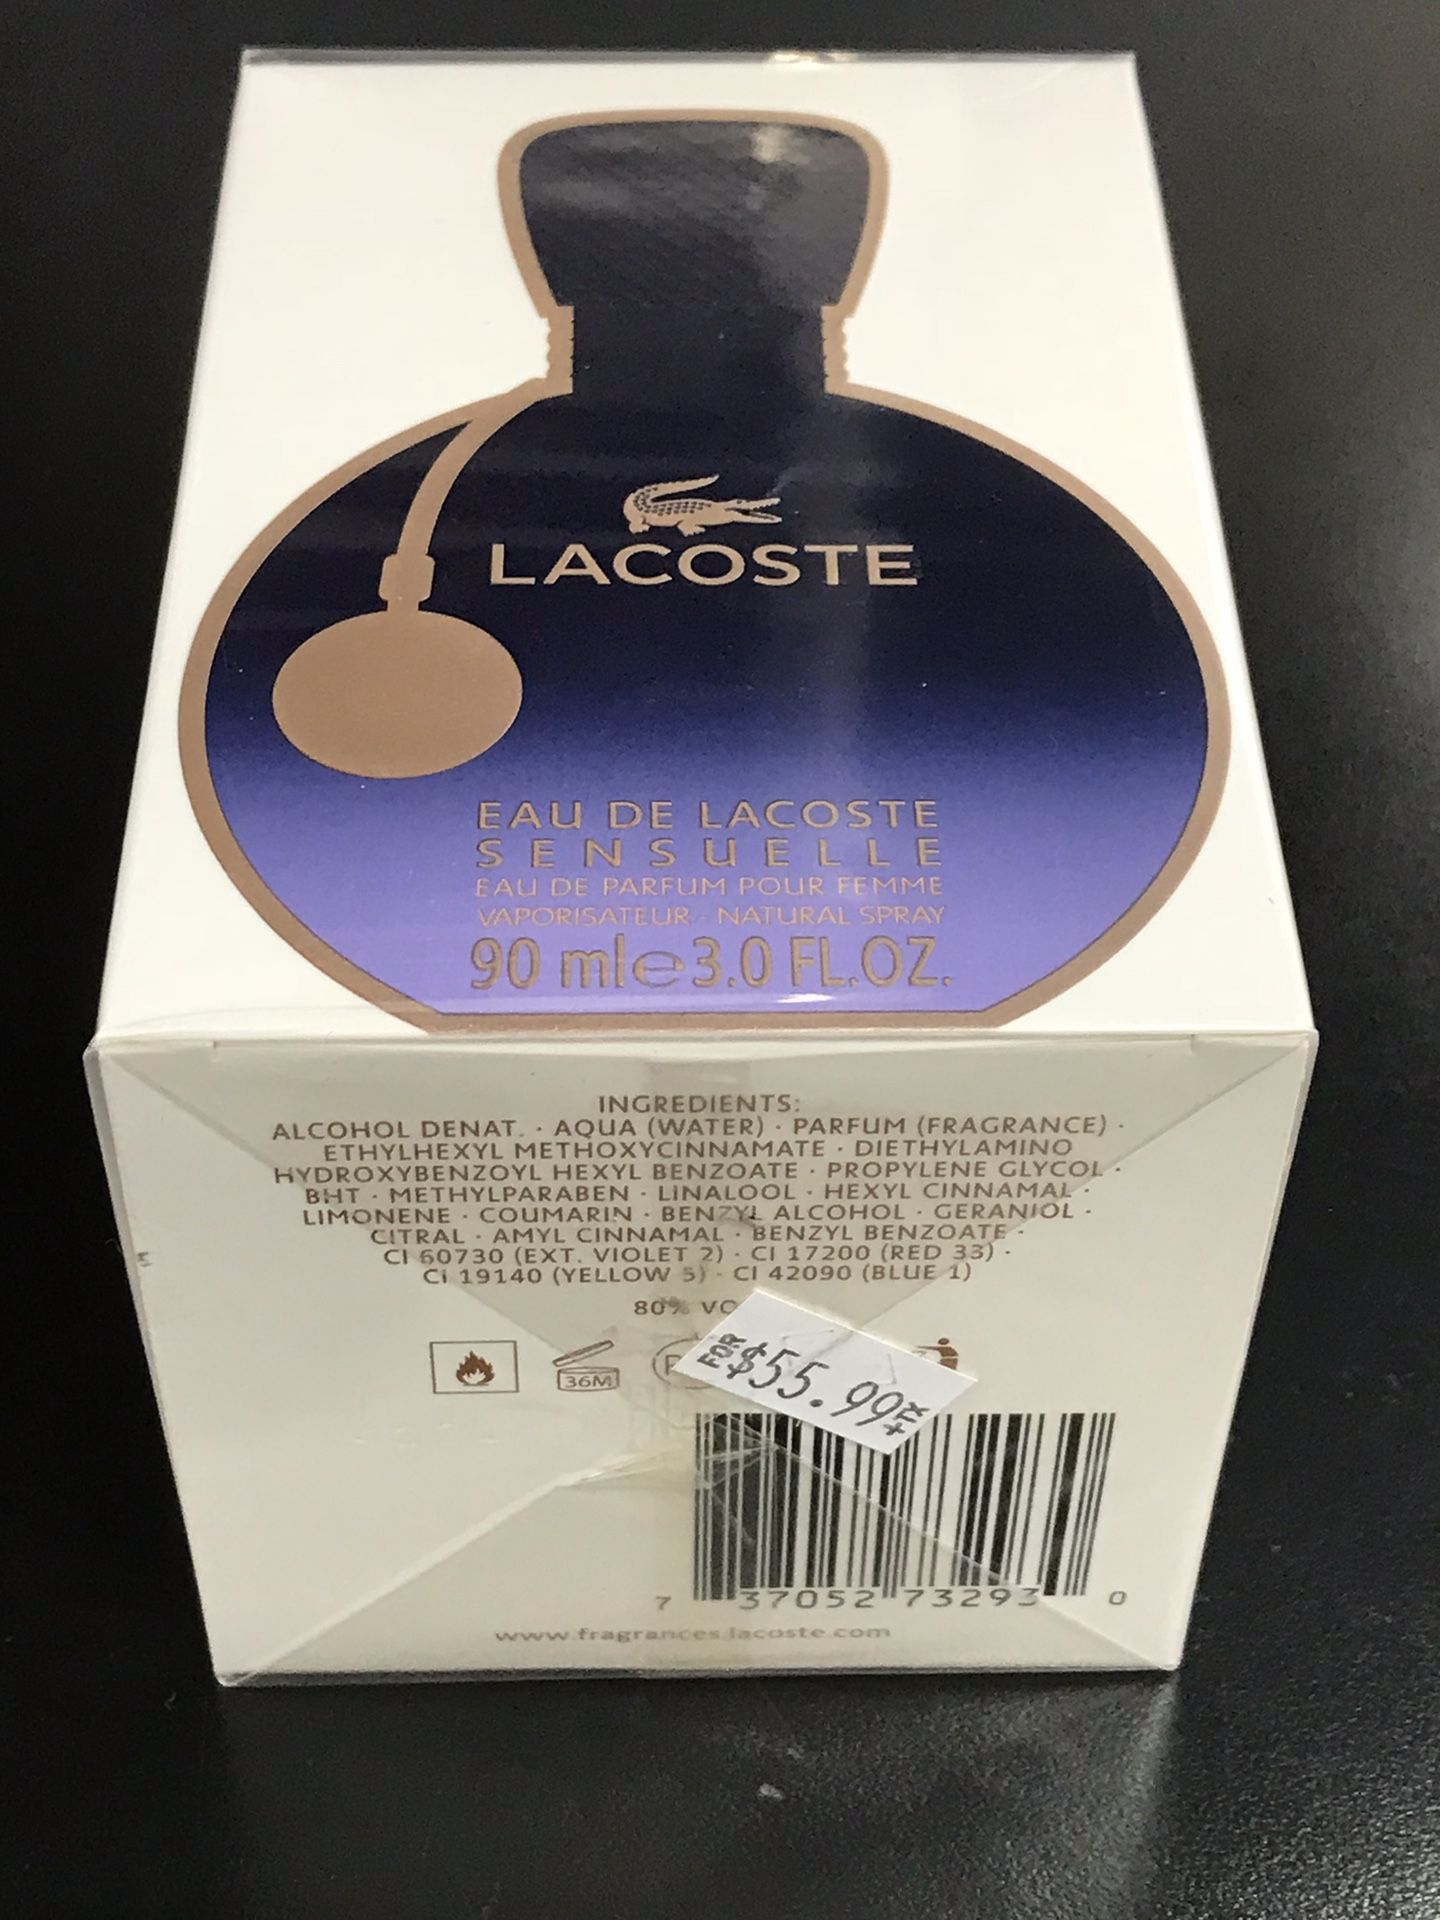 LACOSTE
EAU DE LACOSTE
SENSUELLE
EAU DE PARFUM POUR FEMME
VAPORISATEUR - NATURAL SPRAY
90 ml e 3.0 FL.OZ.
INGREDIENTS:
ALCOHOL DENAT. · AQUA (WATER) · PARFUM (FRAGRANCE) ·
ETHYLHEXYL METHOXYCINNAMATE · DIETHYLAMINO
HYDROXYBENZOYL HEXYL BENZOATE · PROPYLENE GLYCOL ·
BHT · METHYLPARABEN · LINALOOL · HEXYL CINNAMAL ·
LIMONENE · COUMARIN · BENZYL ALCOHOL · GERANIOL ·
CITRAL · AMYL CINNAMAL · BENZYL BENZOATE ·
CI 60730 (EXT. VIOLET 2) · CI 17200 (RED 33) ·
CI 19140 (YELLOW 5) · CI 42090 (BLUE 1)
80%
FOR $55.99 +TX
36M
7 37052 73293 0
www.fragrances.lacoste.com